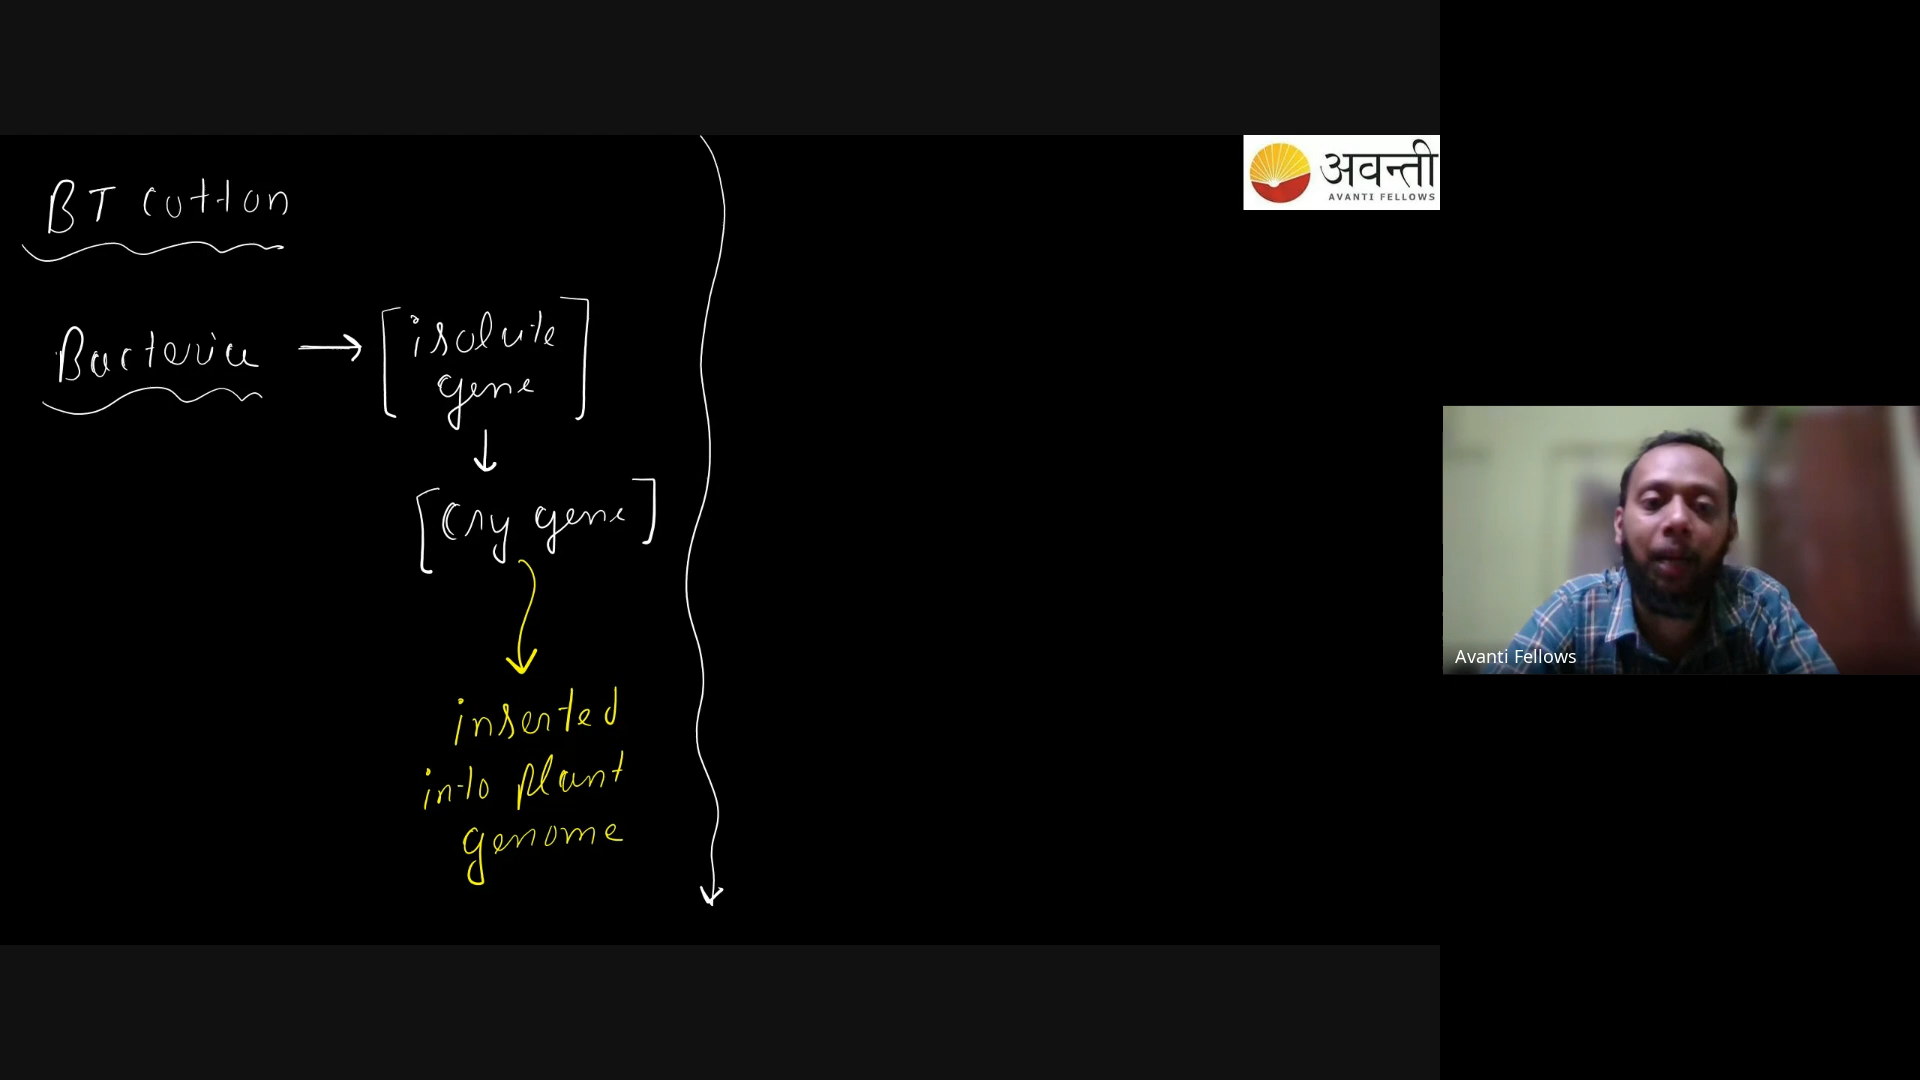 BT cotton
Bacteria → [isolate
gene]
↓
[Cry gene]
inserted
into plant
genome
अवन्ती
AVANTI FELLOWS
Avanti Fellows